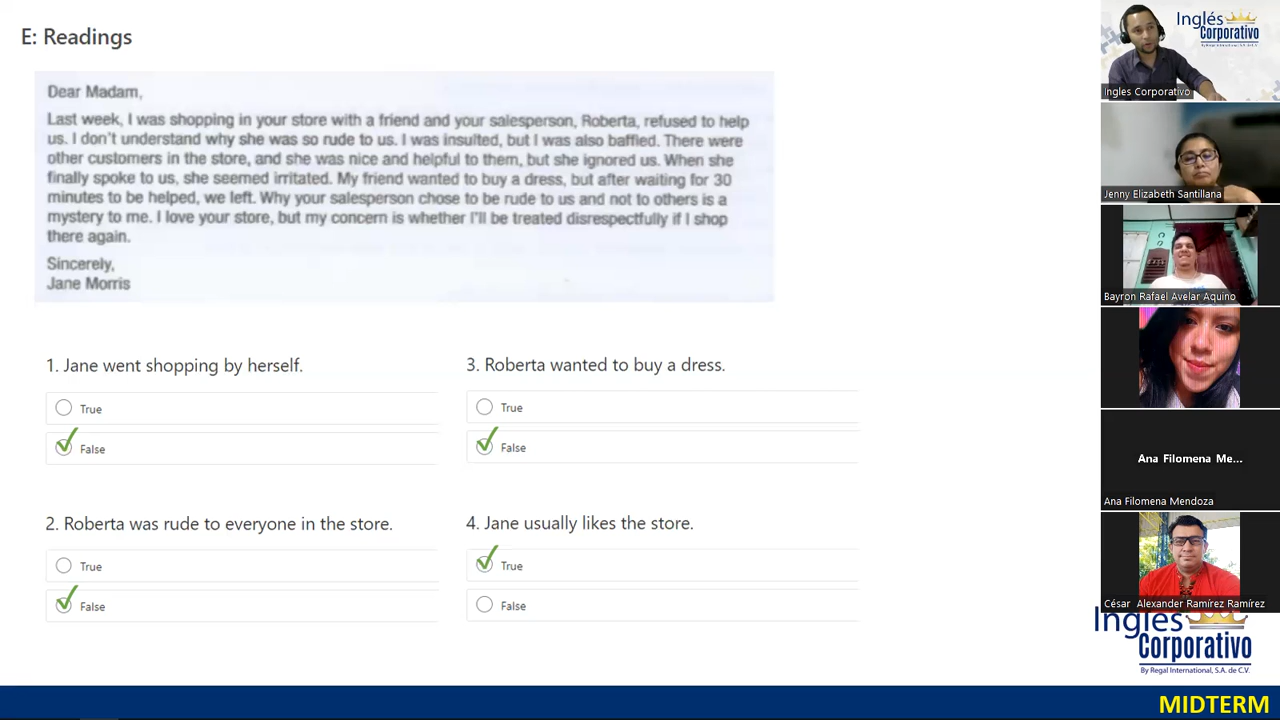 E: Readings
Dear Madam,
Last week, I was shopping in your store with a friend and your salesperson, Roberta, refused to help
us. I don't understand why she was so rude to us. I was insulted, but I was also baffled. There were
other customers in the store, and she was nice and helpful to them, but she ignored us. When she
finally spoke to us, she seemed irritated. My friend wanted to buy a dress, but after waiting for 30
minutes to be helped, we left. Why your salesperson chose to be rude to us and not to others is a
mystery to me. I love your store, but my concern is whether I'll be treated disrespectfully if I shop
there again.
Sincerely,
Jane Morris
1. Jane went shopping by herself.
True
False
2. Roberta was rude to everyone in the store.
True
False
3. Roberta wanted to buy a dress.
True
False
4. Jane usually likes the store.
True
False
Inglés
Corporativo
By Regal International, S.A. de C.V.
Ingles Corporativo
Jenny Elizabeth Santillana
Bayron Rafael Avelar Aquino
Ana Filomena Me...
Ana Filomena Mendoza
César Alexander Ramírez Ramírez
Inglés
Corporativo
By Regal International, S.A. de C.V.
MIDTERM